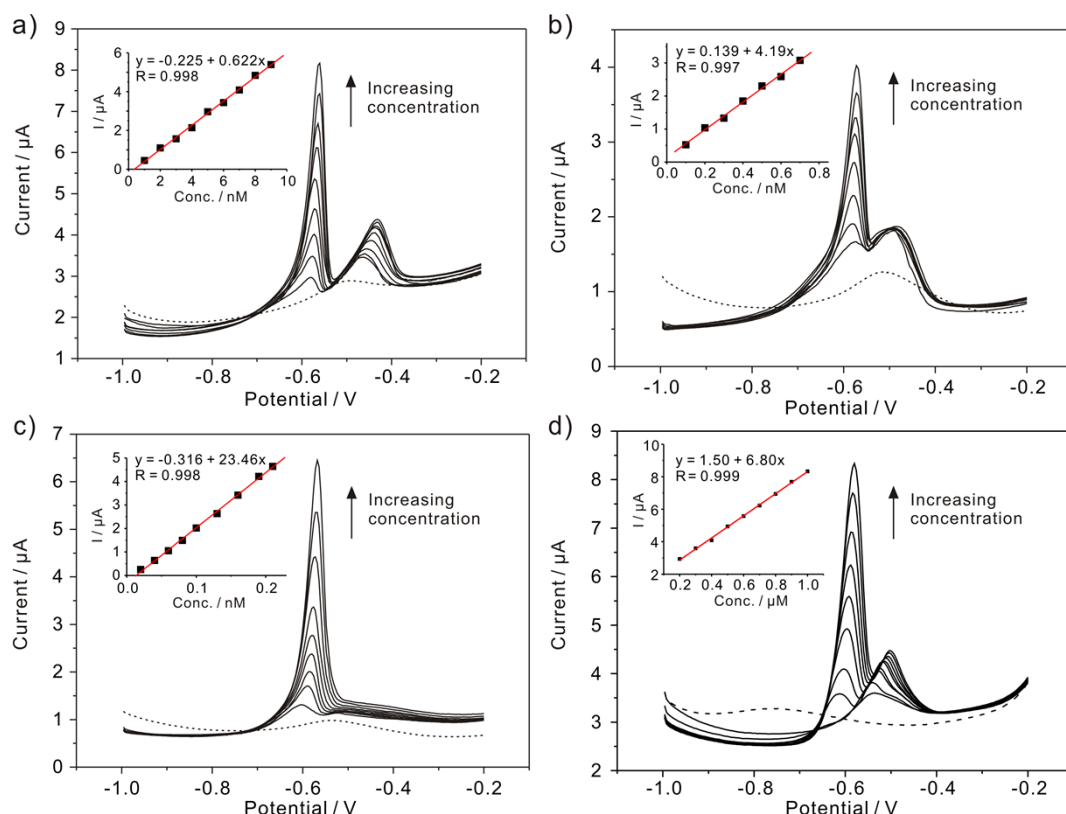 a)
9
8
7
6
5
4
3
2
1
Current / µA
-1.0
-0.8
-0.6
-0.4
-0.2
Potential / V
y = -0.225 + 0.622x
R = 0.998
6
4
2
0
I / µA
0
2
4
6
8
10
Conc. / nM
Increasing
concentration
b)
4
2
0
Current / µA
-1.0
-0.8
-0.6
-0.4
-0.2
Potential / V
y = 0.139 + 4.19x
R = 0.997
3
2
1
0
I / µA
0.0
0.2
0.4
0.6
0.8
Conc. / nM
Increasing
concentration
c)
7
6
5
4
3
2
1
0
Current / µA
-1.0
-0.8
-0.6
-0.4
-0.2
Potential / V
y = -0.316 + 23.46x
R = 0.998
5
4
3
2
1
0
I / µA
0.0
0.1
0.2
Conc. / nM
Increasing
concentration
d)
9
8
7
6
5
4
3
2
Current / µA
-1.0
-0.8
-0.6
-0.4
-0.2
Potential / V
y = 1.50 + 6.80x
R = 0.999
10
8
6
4
2
I / µA
0.2
0.4
0.6
0.8
1.0
Conc. / µM
Increasing
concentration